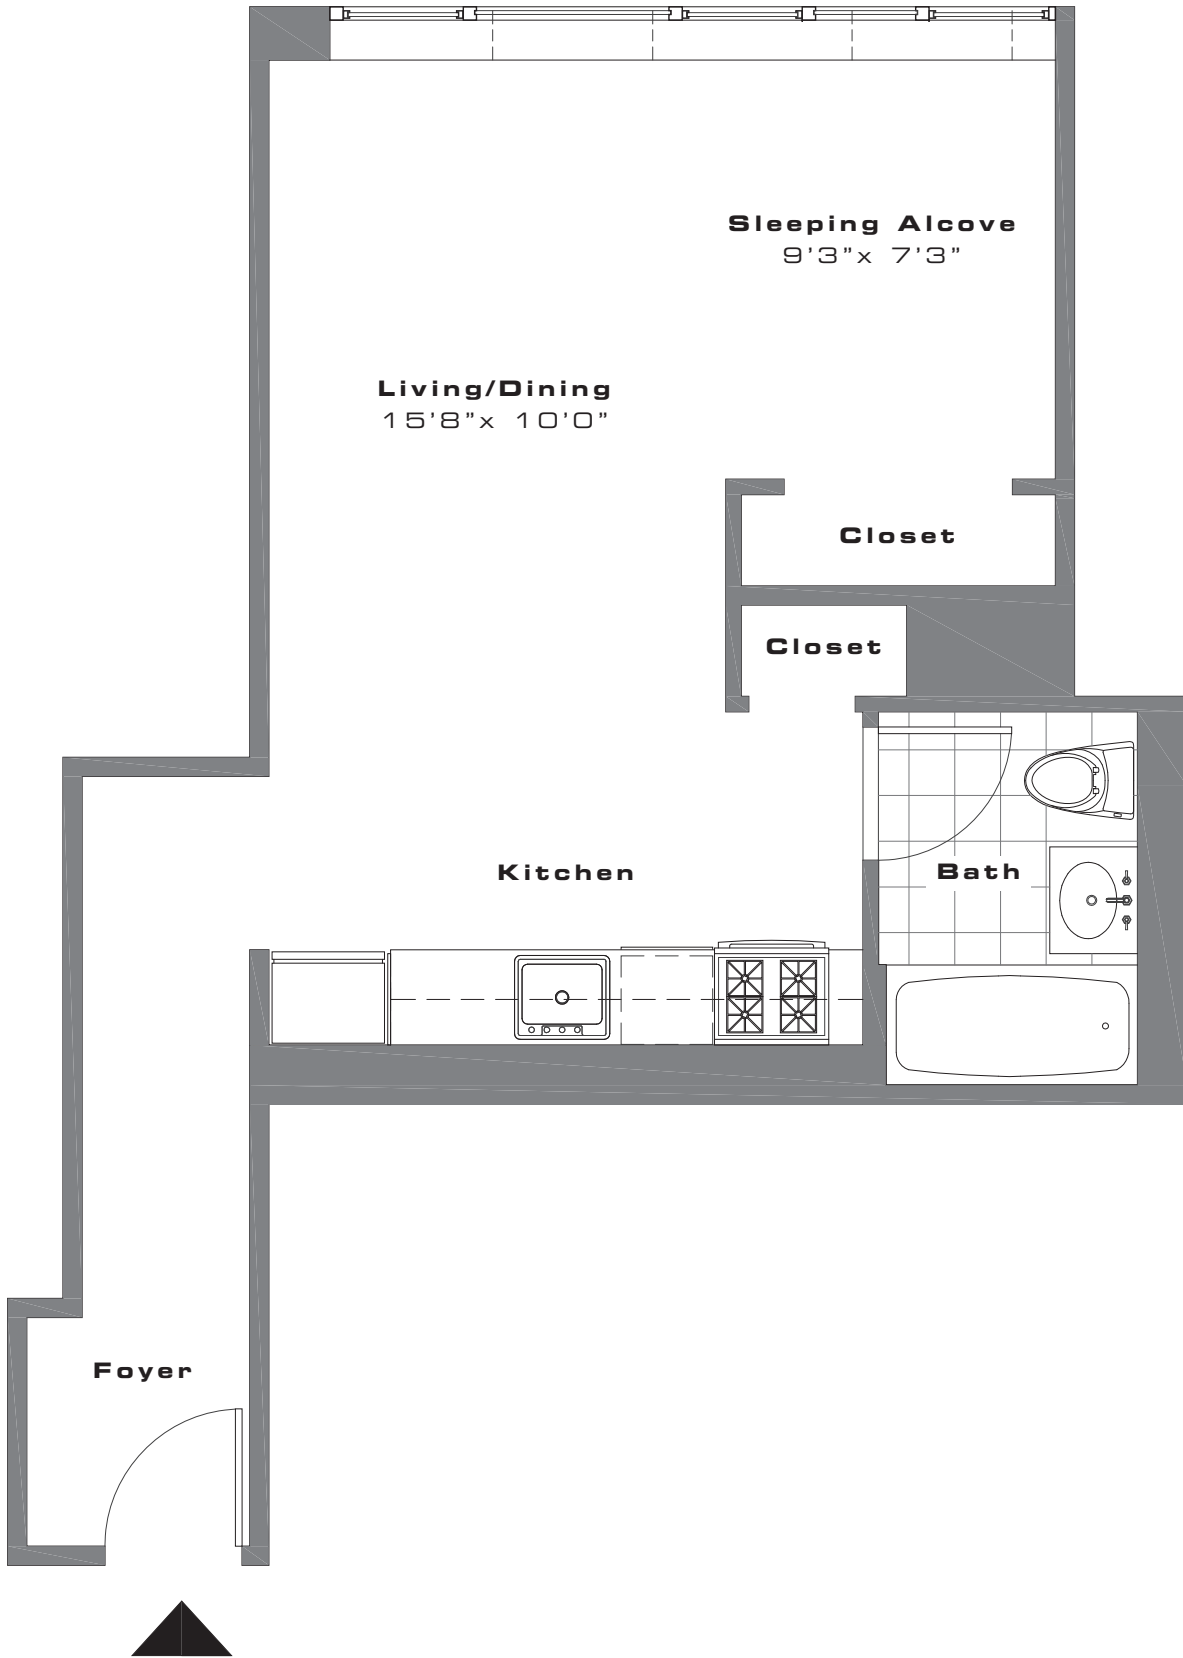 Sleeping Alcove
9’3”x 7’3”
Living/Dining
15’8”x 10’0”
Closet
Closet
Kitchen
Bath
Foyer